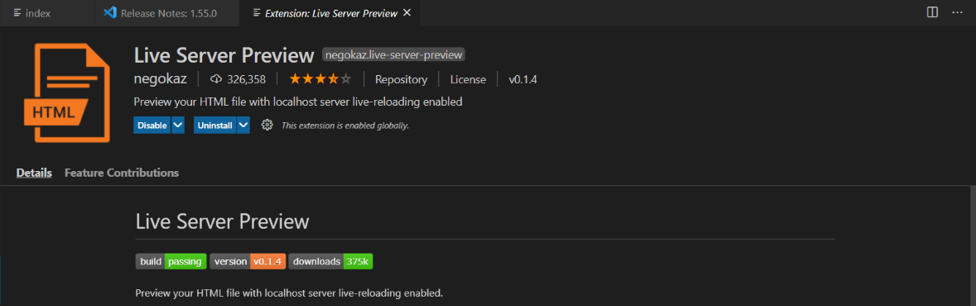 index Release Notes: 1.55.0 Extension: Live Server Preview
Live Server Preview negokaz.live-server-preview
negokaz 326,358 Repository License v0.1.4
Preview your HTML file with localhost server live-reloading enabled
HTML
Disable Uninstall This extension is enabled globally.
Details Feature Contributions
Live Server Preview
build passing version v0.1.4 downloads 375k
Preview your HTML file with localhost server live-reloading enabled.